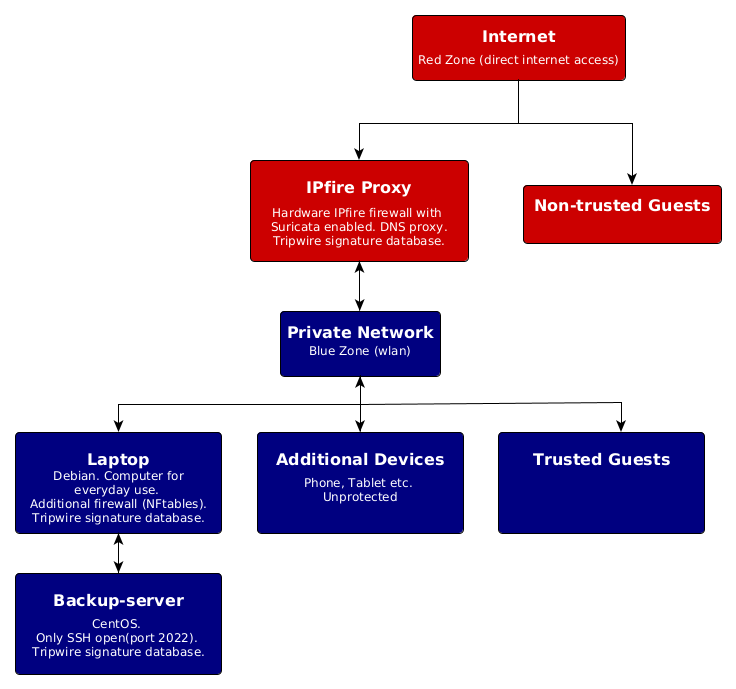 Internet
Red Zone (direct internet access)
IPfire Proxy
Hardware IPfire firewall with
Suricata enabled. DNS proxy.
Tripwire signature database.
Non-trusted Guests
Private Network
Blue Zone (wlan)
Laptop
Debian. Computer for
everyday use.
Additional firewall (NFtables).
Tripwire signature database.
Additional Devices
Phone, Tablet etc.
Unprotected
Trusted Guests
Backup-server
CentOS.
Only SSH open(port 2022).
Tripwire signature database.